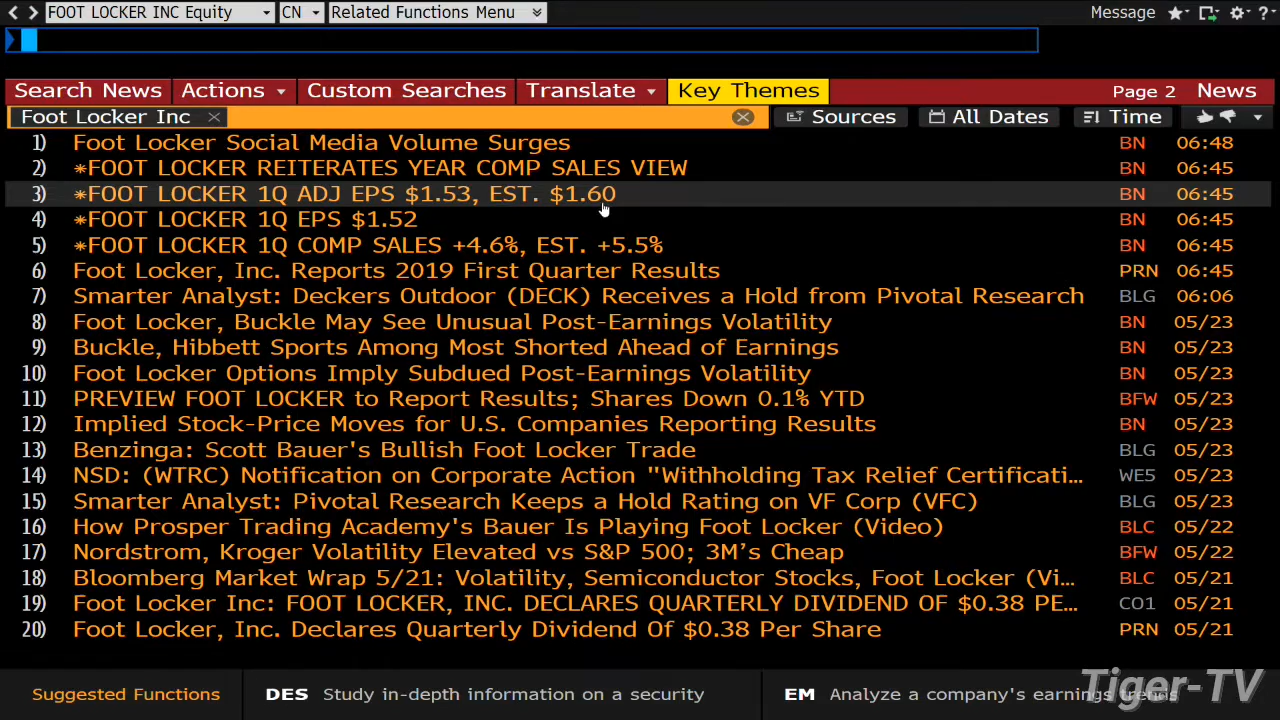 FOOT LOCKER INC Equity CN Related Functions Menu Message ?
Search News Actions Custom Searches Translate Key Themes Page 2 News
Foot Locker Inc Sources All Dates Time
1) Foot Locker Social Media Volume Surges BN 06:48
2) *FOOT LOCKER REITERATES YEAR COMP SALES VIEW BN 06:45
3) *FOOT LOCKER 1Q ADJ EPS $1.53, EST. $1.60 BN 06:45
4) *FOOT LOCKER 1Q EPS $1.52 BN 06:45
5) *FOOT LOCKER 1Q COMP SALES +4.6%, EST. +5.5% BN 06:45
6) Foot Locker, Inc. Reports 2019 First Quarter Results PRN 06:45
7) Smarter Analyst: Deckers Outdoor (DECK) Receives a Hold from Pivotal Research BLG 06:06
8) Foot Locker, Buckle May See Unusual Post-Earnings Volatility BN 05/23
9) Buckle, Hibbett Sports Among Most Shorted Ahead of Earnings BN 05/23
10) Foot Locker Options Imply Subdued Post-Earnings Volatility BN 05/23
11) PREVIEW FOOT LOCKER to Report Results; Shares Down 0.1% YTD BFW 05/23
12) Implied Stock-Price Moves for U.S. Companies Reporting Results BN 05/23
13) Benzinga: Scott Bauer's Bullish Foot Locker Trade BLG 05/23
14) NSD: (WTRC) Notification on Corporate Action "Withholding Tax Relief Certificati... WE5 05/23
15) Smarter Analyst: Pivotal Research Keeps a Hold Rating on VF Corp (VFC) BLG 05/23
16) How Prosper Trading Academy's Bauer Is Playing Foot Locker (Video) BLC 05/22
17) Nordstrom, Kroger Volatility Elevated vs S&P 500; 3M's Cheap BFW 05/22
18) Bloomberg Market Wrap 5/21: Volatility, Semiconductor Stocks, Foot Locker (Vi... BLC 05/21
19) Foot Locker Inc: FOOT LOCKER, INC. DECLARES QUARTERLY DIVIDEND OF $0.38 PE... CO1 05/21
20) Foot Locker, Inc. Declares Quarterly Dividend Of $0.38 Per Share PRN 05/21
Suggested Functions DES Study in-depth information on a security EM Analyze a company's earnings trends
Tiger-TV